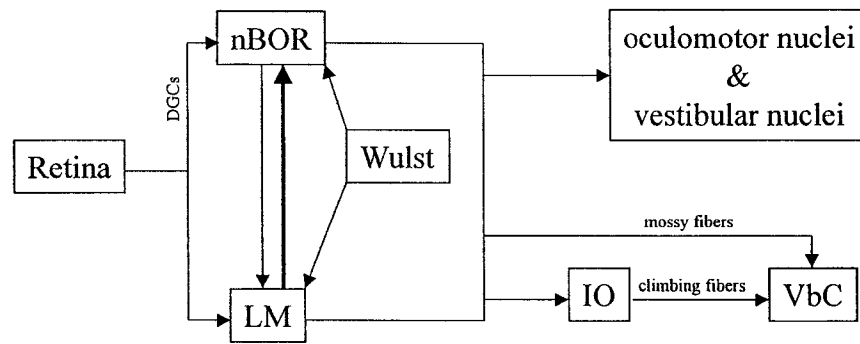 nBOR
oculomotor nuclei
&
vestibular nuclei
DGCs
Retina
Wulst
mossy fibers
LM
IO
climbing fibers
VbC